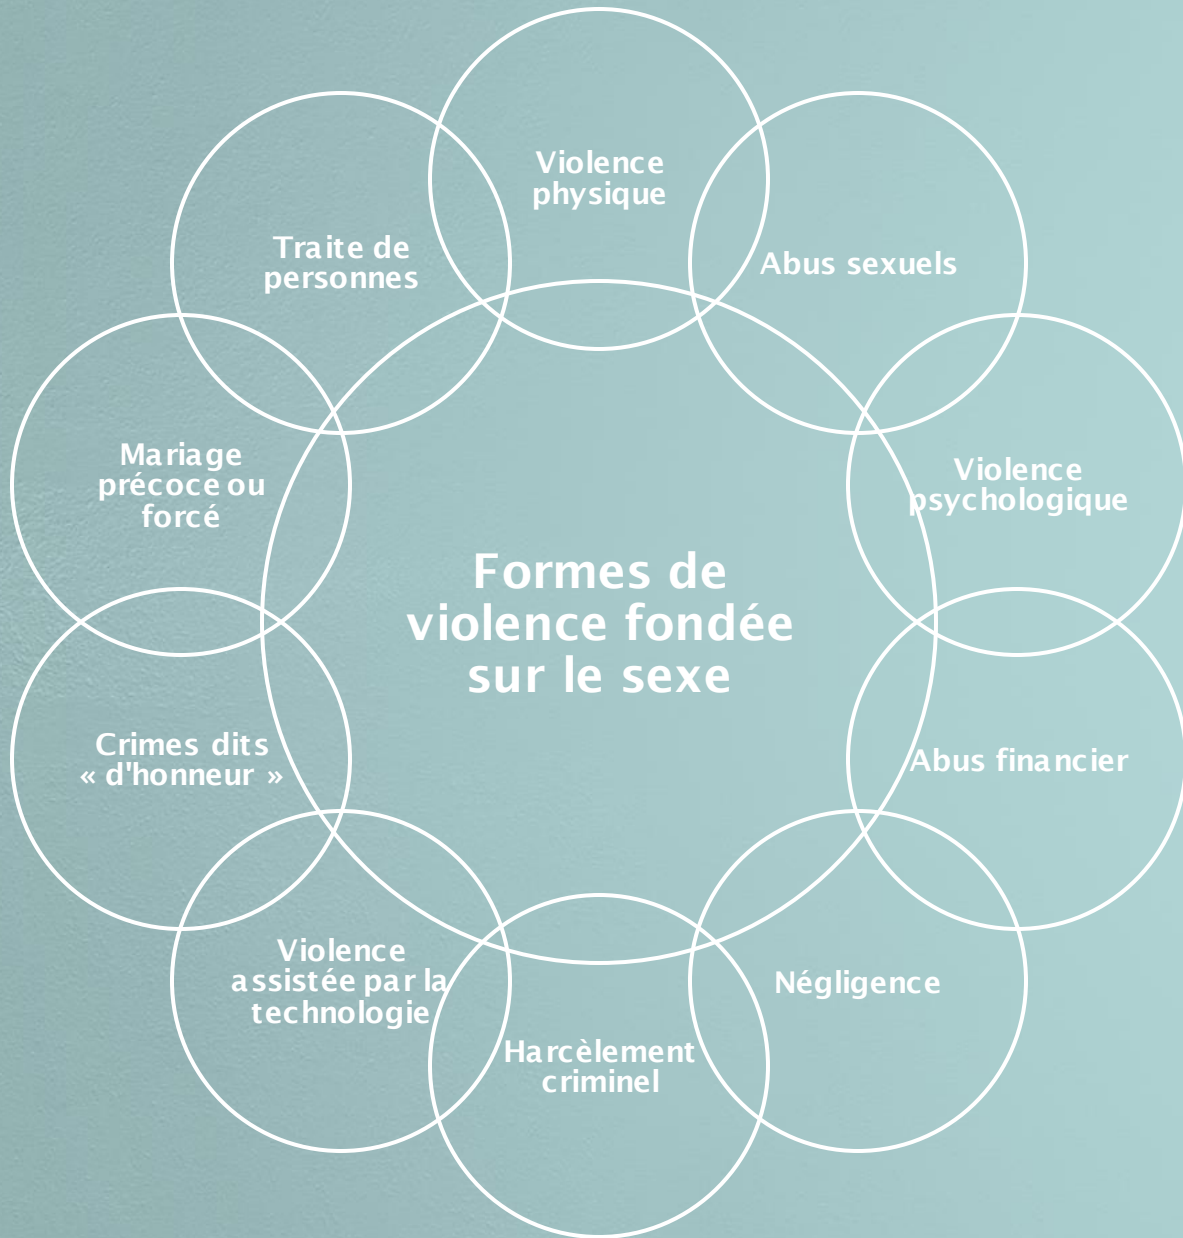 Violence
physique
Abus sexuels
Violence
psychologique
Abus financier
Négligence
Harcèlement
criminel
Violence
assistée par la
technologie
Crimes dits
« d'honneur »
Mariage
précoce ou
forcé
Traite de
personnes
Formes de
violence fondée
sur le sexe